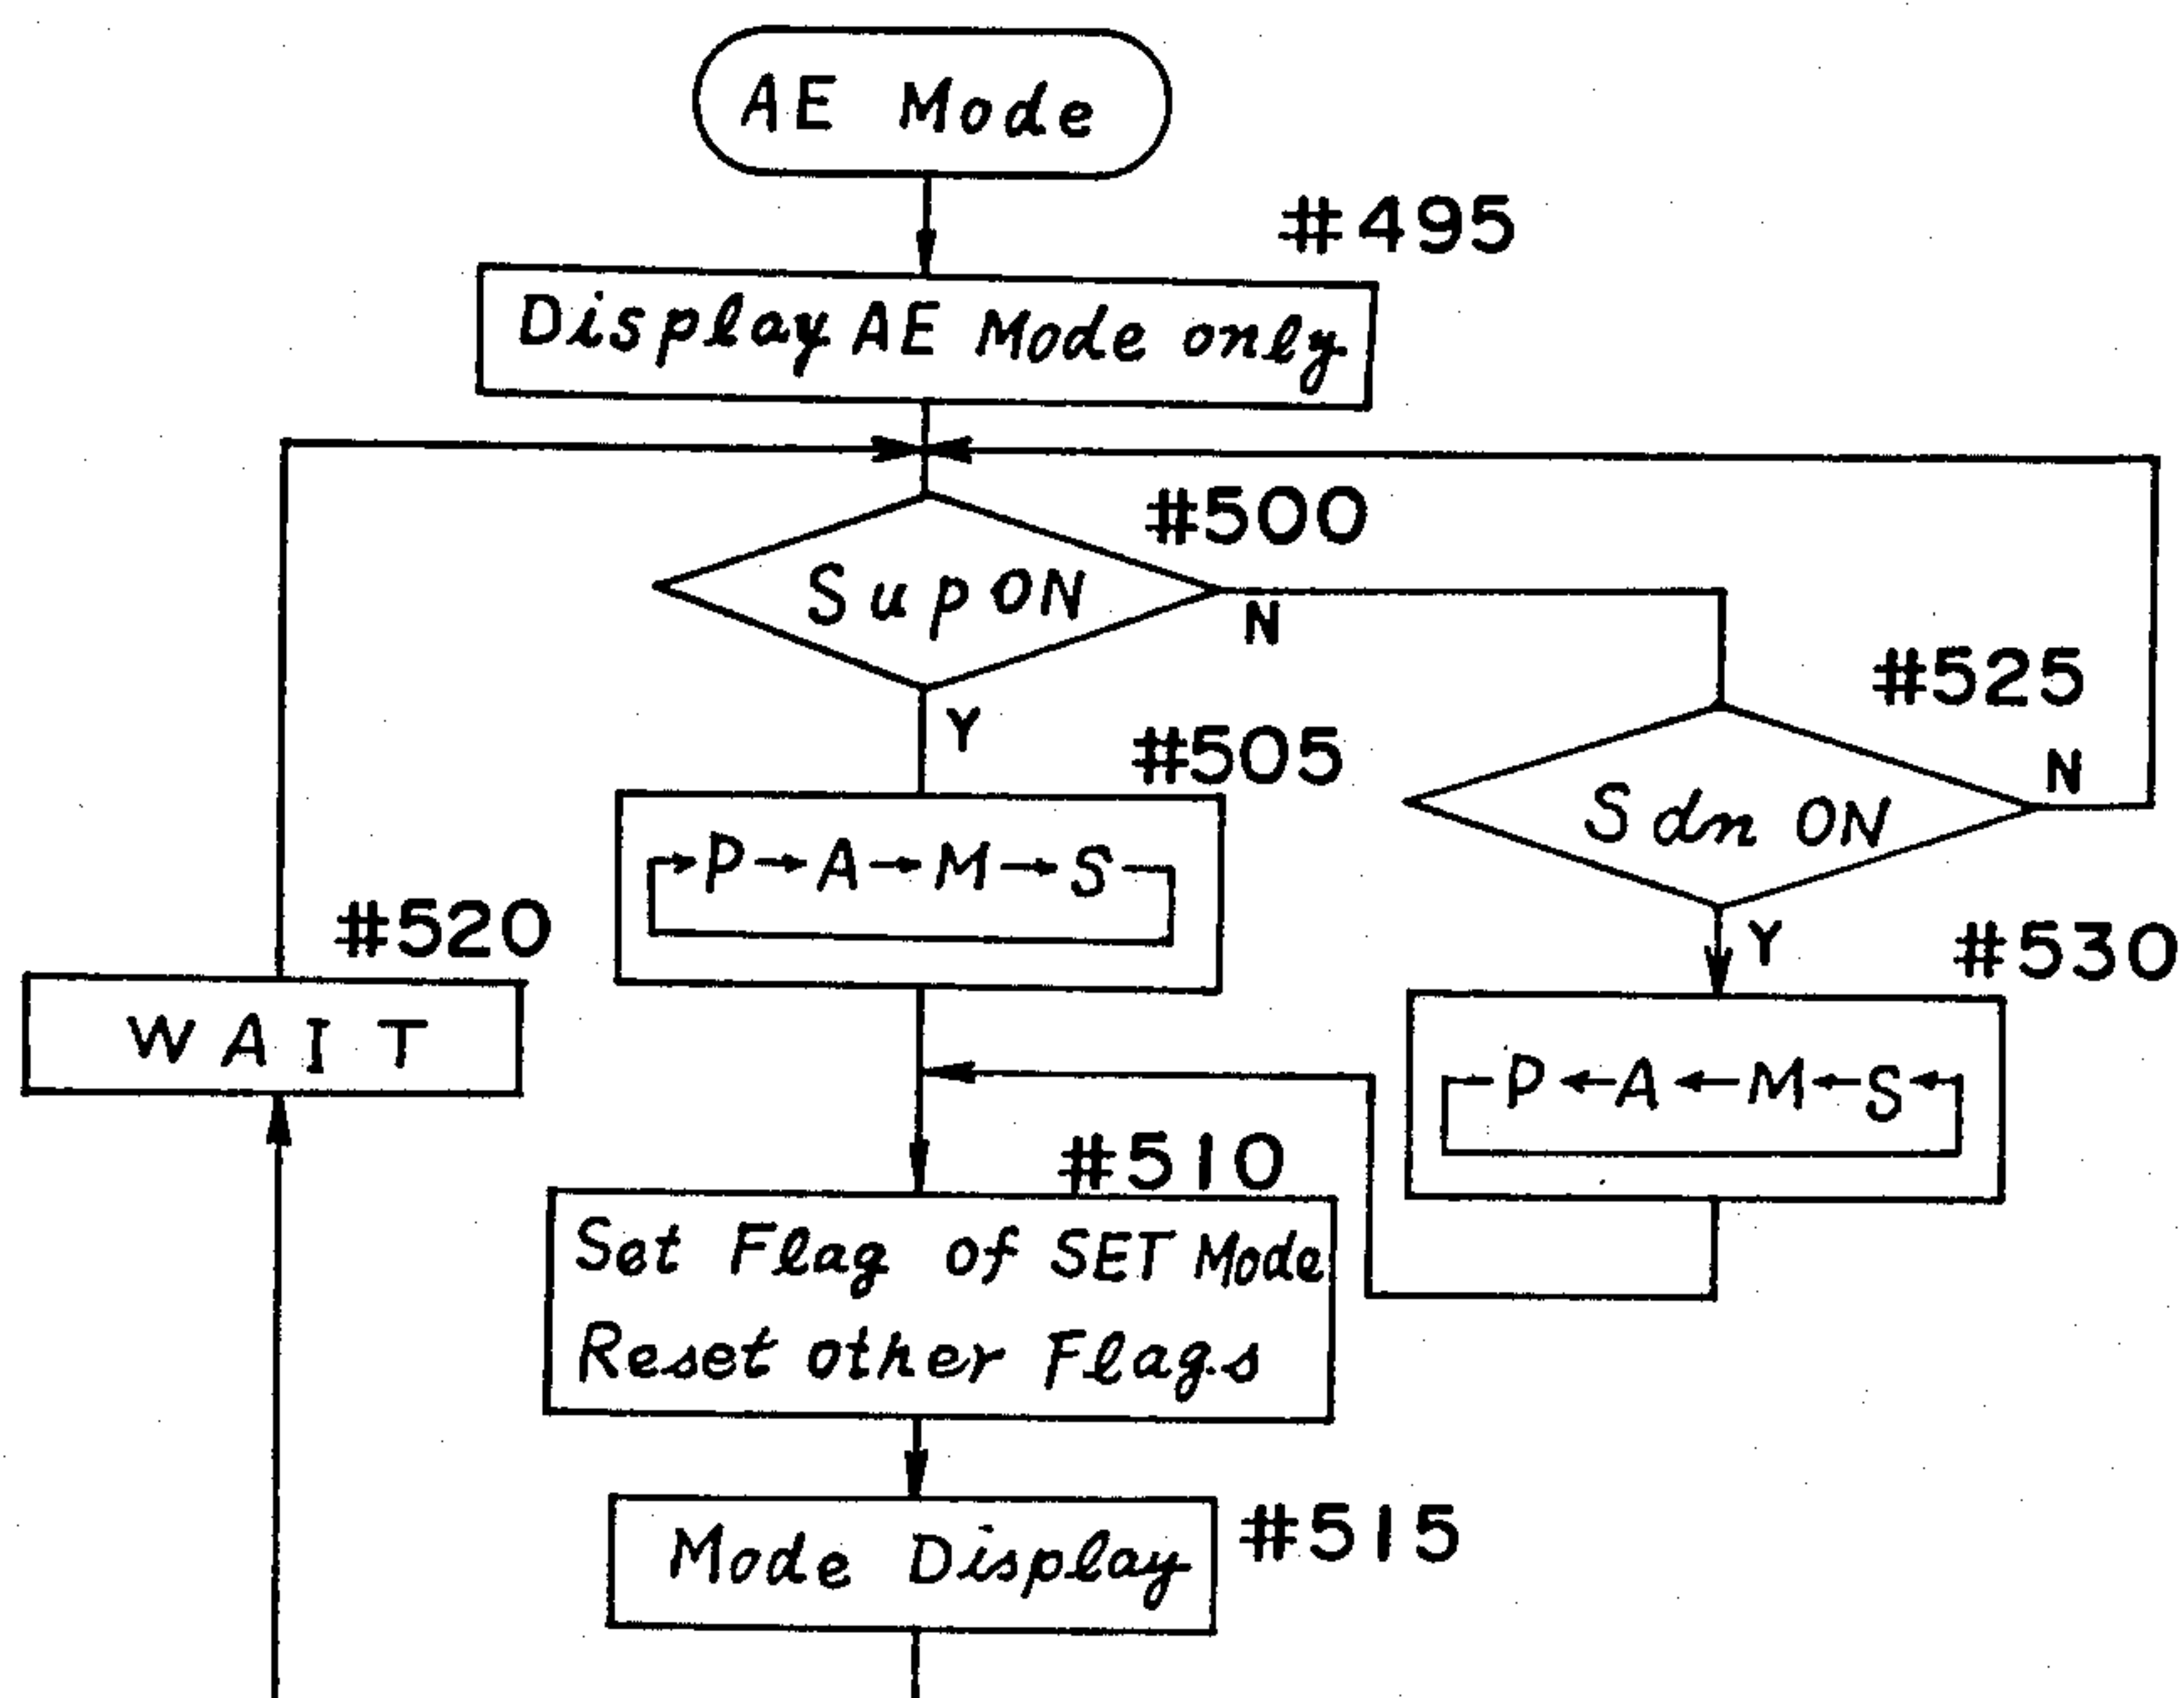 AE Mode
#495
Display AE Mode only
#500
Sup ON
N
Y
#525
Sdn ON
N
Y
#505
P→A→M→S
#520
WAIT
#530
P←A←M←S
#510
Set Flag of SET Mode
Reset other Flags
Mode Display
#515